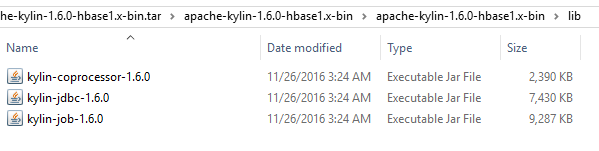 he-kylin-1.6.0-hbase1.x-bin.tar > apache-kylin-1.6.0-hbase1.x-bin > apache-kylin-1.6.0-hbase1.x-bin > lib
Name Date modified Type Size
kylin-coprocessor-1.6.0 11/26/2016 3:24 AM Executable Jar File 2,390 KB
kylin-jdbc-1.6.0 11/26/2016 3:24 AM Executable Jar File 7,430 KB
kylin-job-1.6.0 11/26/2016 3:24 AM Executable Jar File 9,287 KB